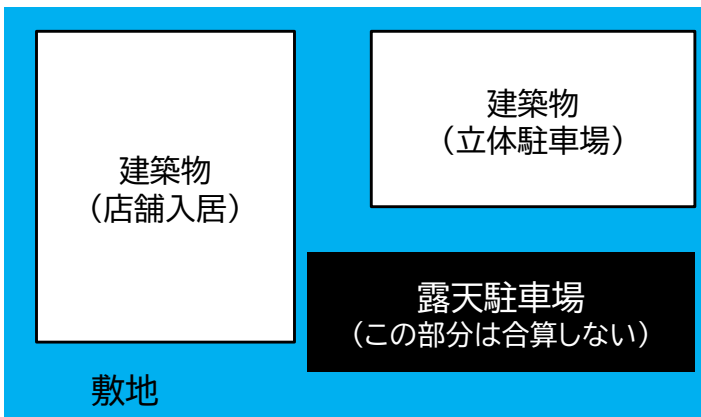 建築物
（店舗入居）
建築物
（立体駐車場）
露天駐車場
（この部分は合算しない）
敷地